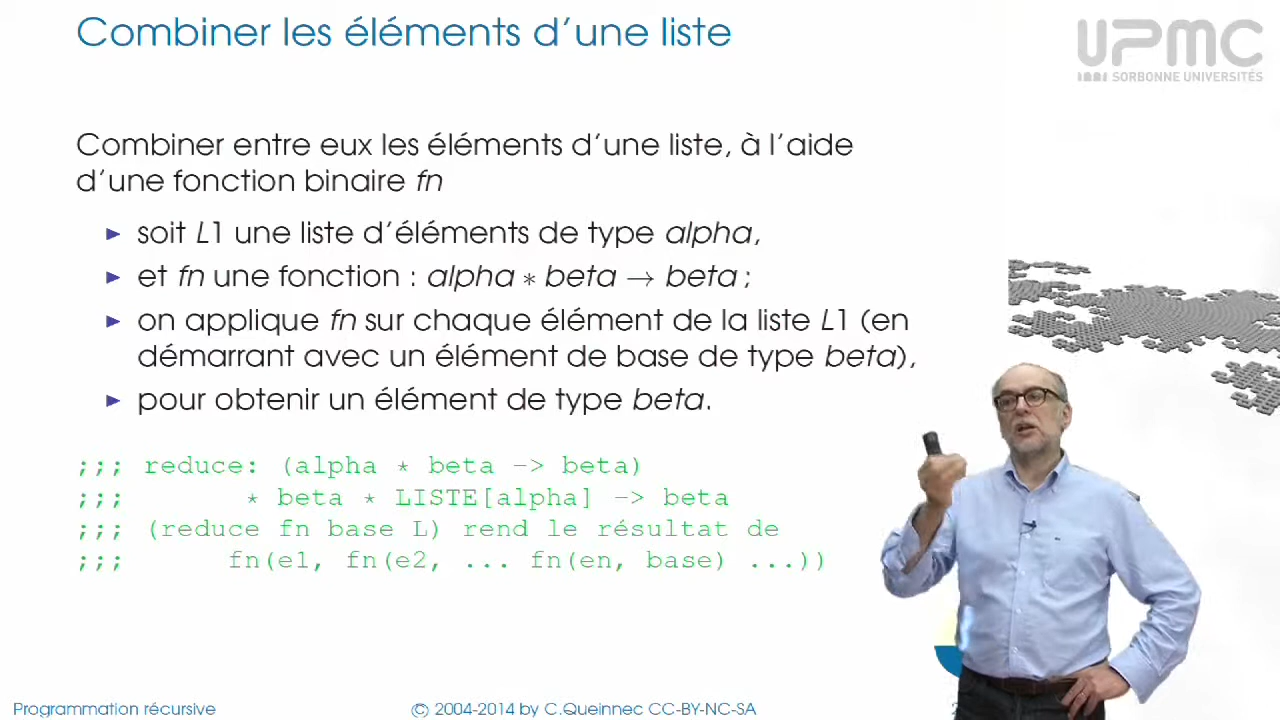 Combiner les éléments d'une liste
UPMC
SORBONNE UNIVERSITÉS
Combiner entre eux les éléments d'une liste, à l'aide
d'une fonction binaire fn
soit L1 une liste d'éléments de type alpha,
et fn une fonction : alpha * beta → beta ;
on applique fn sur chaque élément de la liste L1 (en
démarrant avec un élément de base de type beta),
pour obtenir un élément de type beta.
;;; reduce: (alpha * beta -> beta)
;;; * beta * LISTE[alpha] -> beta
;;; (reduce fn base L) rend le résultat de
;;; fn(e1, fn(e2, ... fn(en, base) ...))
Programmation récursive
© 2004-2014 by C.Queinnec CC-BY-NC-SA